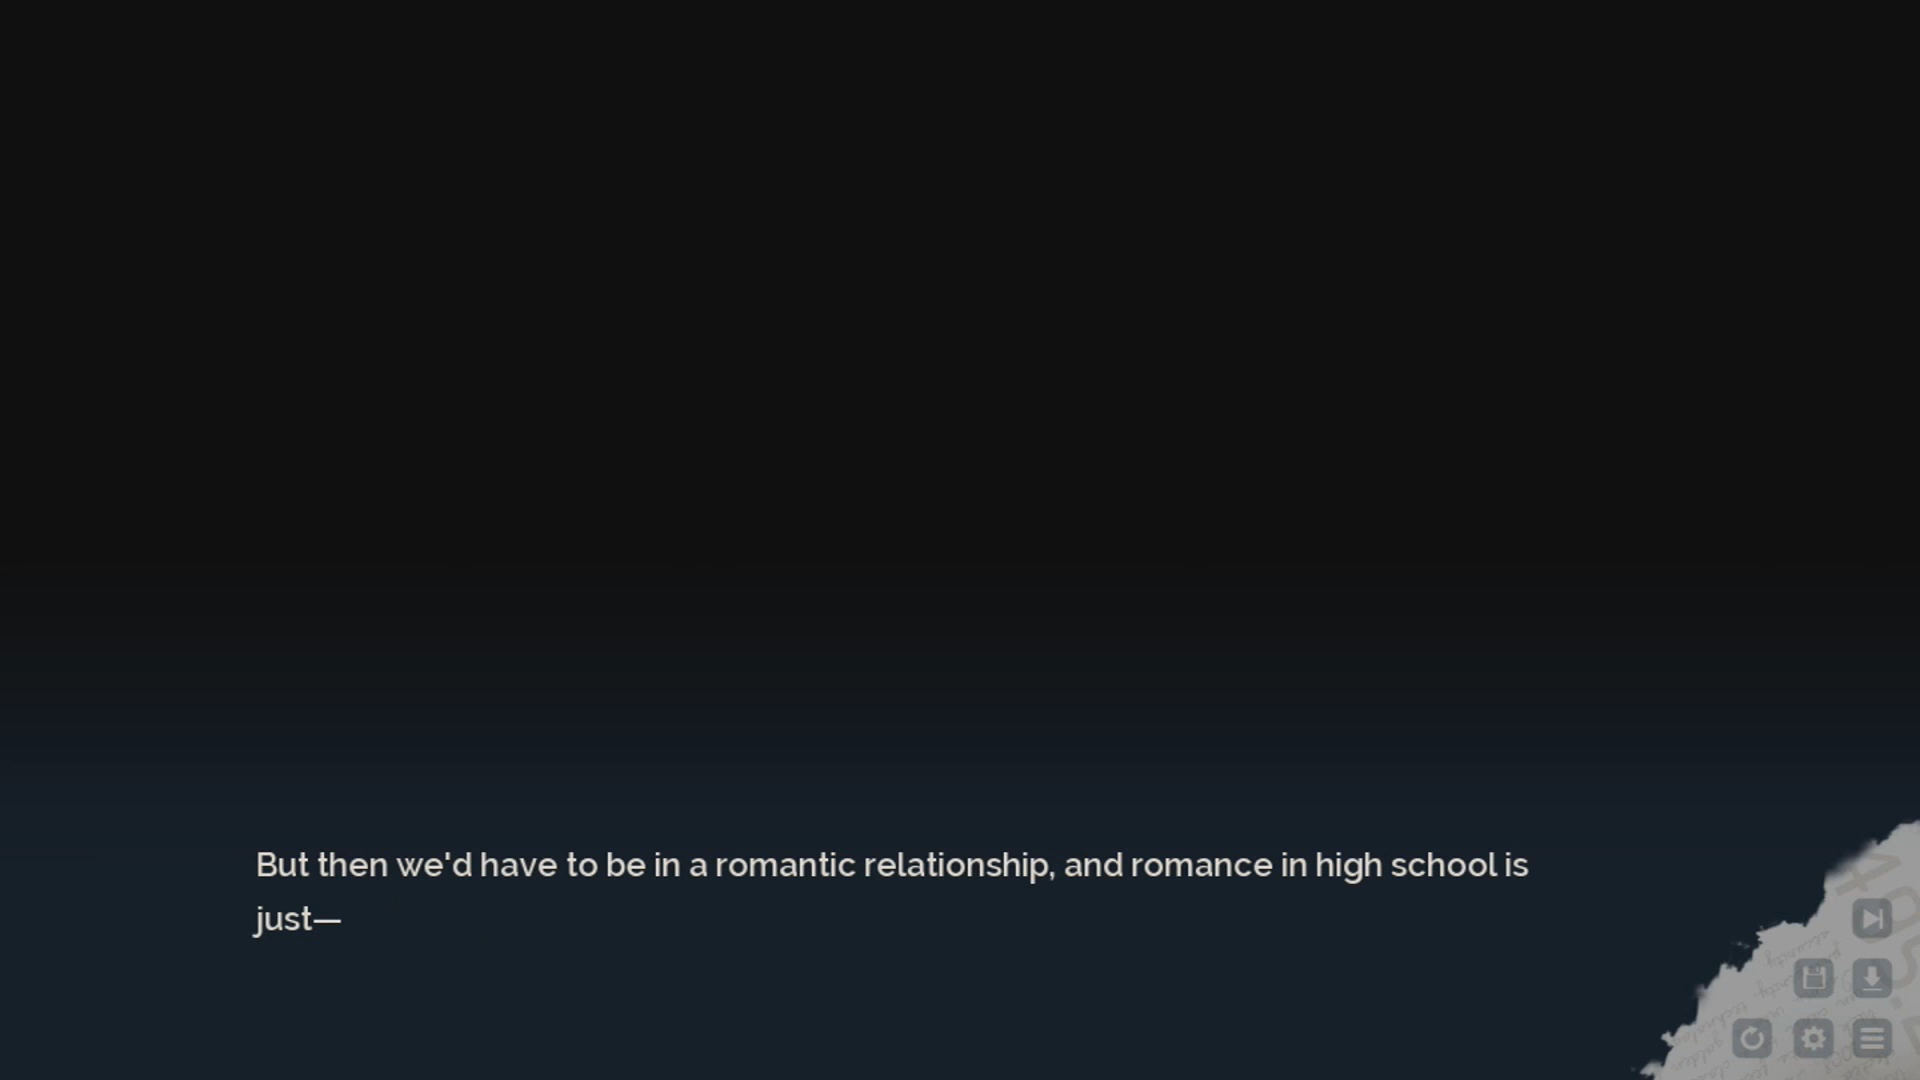 But then we'd have to be in a romantic relationship, and romance in high school is
just—